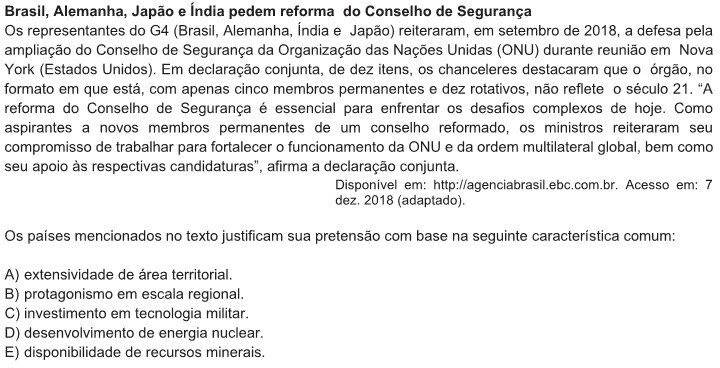 Brasil, Alemanha, Japão e Índia pedem reforma do Conselho de Segurança
Os representantes do G4 (Brasil, Alemanha, Índia e Japão) reiteraram, em setembro de 2018, a defesa pela
ampliação do Conselho de Segurança da Organização das Nações Unidas (ONU) durante reunião em Nova
York (Estados Unidos). Em declaração conjunta, de dez itens, os chanceleres destacaram que o órgão, no
formato em que está, com apenas cinco membros permanentes e dez rotativos, não reflete o século 21. “A
reforma do Conselho de Segurança é essencial para enfrentar os desafios complexos de hoje. Como
aspirantes a novos membros permanentes de um conselho reformado, os ministros reiteraram seu
compromisso de trabalhar para fortalecer o funcionamento da ONU e da ordem multilateral global, bem como
seu apoio às respectivas candidaturas”, afirma a declaração conjunta.
Disponível em: http://agenciabrasil.ebc.com.br. Acesso em: 7
dez. 2018 (adaptado).
Os países mencionados no texto justificam sua pretensão com base na seguinte característica comum:
A) extensividade de área territorial.
B) protagonismo em escala regional.
C) investimento em tecnologia militar.
D) desenvolvimento de energia nuclear.
E) disponibilidade de recursos minerais.